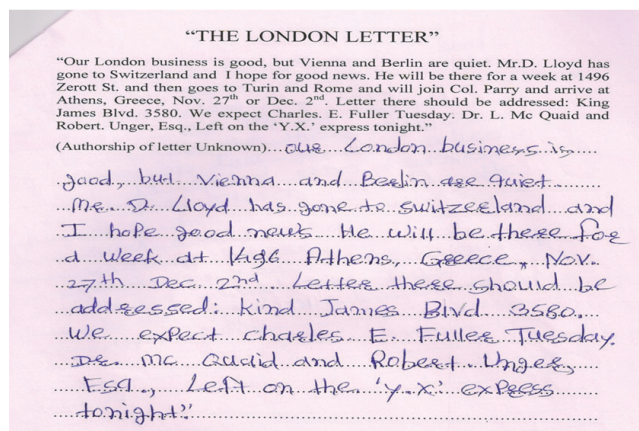 “THE LONDON LETTER”
“Our London business is good, but Vienna and Berlin are quiet. Mr.D. Lloyd has
gone to Switzerland and I hope for good news. He will be there for a week at 1496
Zerott St. and then goes to Turin and Rome and will join Col. Parry and arrive at
Athens, Greece, Nov. 27th or Dec. 2nd. Letter there should be addressed: King
James Blvd. 3580. We expect Charles. E. Fuller Tuesday. Dr. L. Mc Quaid and
Robert. Unger, Esq., Left on the ‘Y.X.’ express tonight.”
(Authorship of letter Unknown)...our London business is
good, but Vienna and Berlin are quiet
Mr D. Lloyd has gone to switzerland and
I hope good news He will be there for
a week at 1496 Athens, Greece, Nov.
27th Dec. 2nd Letter there should be
addressed: Kind James Blvd 3580.
We expect charles E. Fuller Tuesday.
Dr. Mc Quaid and Robert Unger,
Esq., Left on the ‘Y.X’ express
tonight”